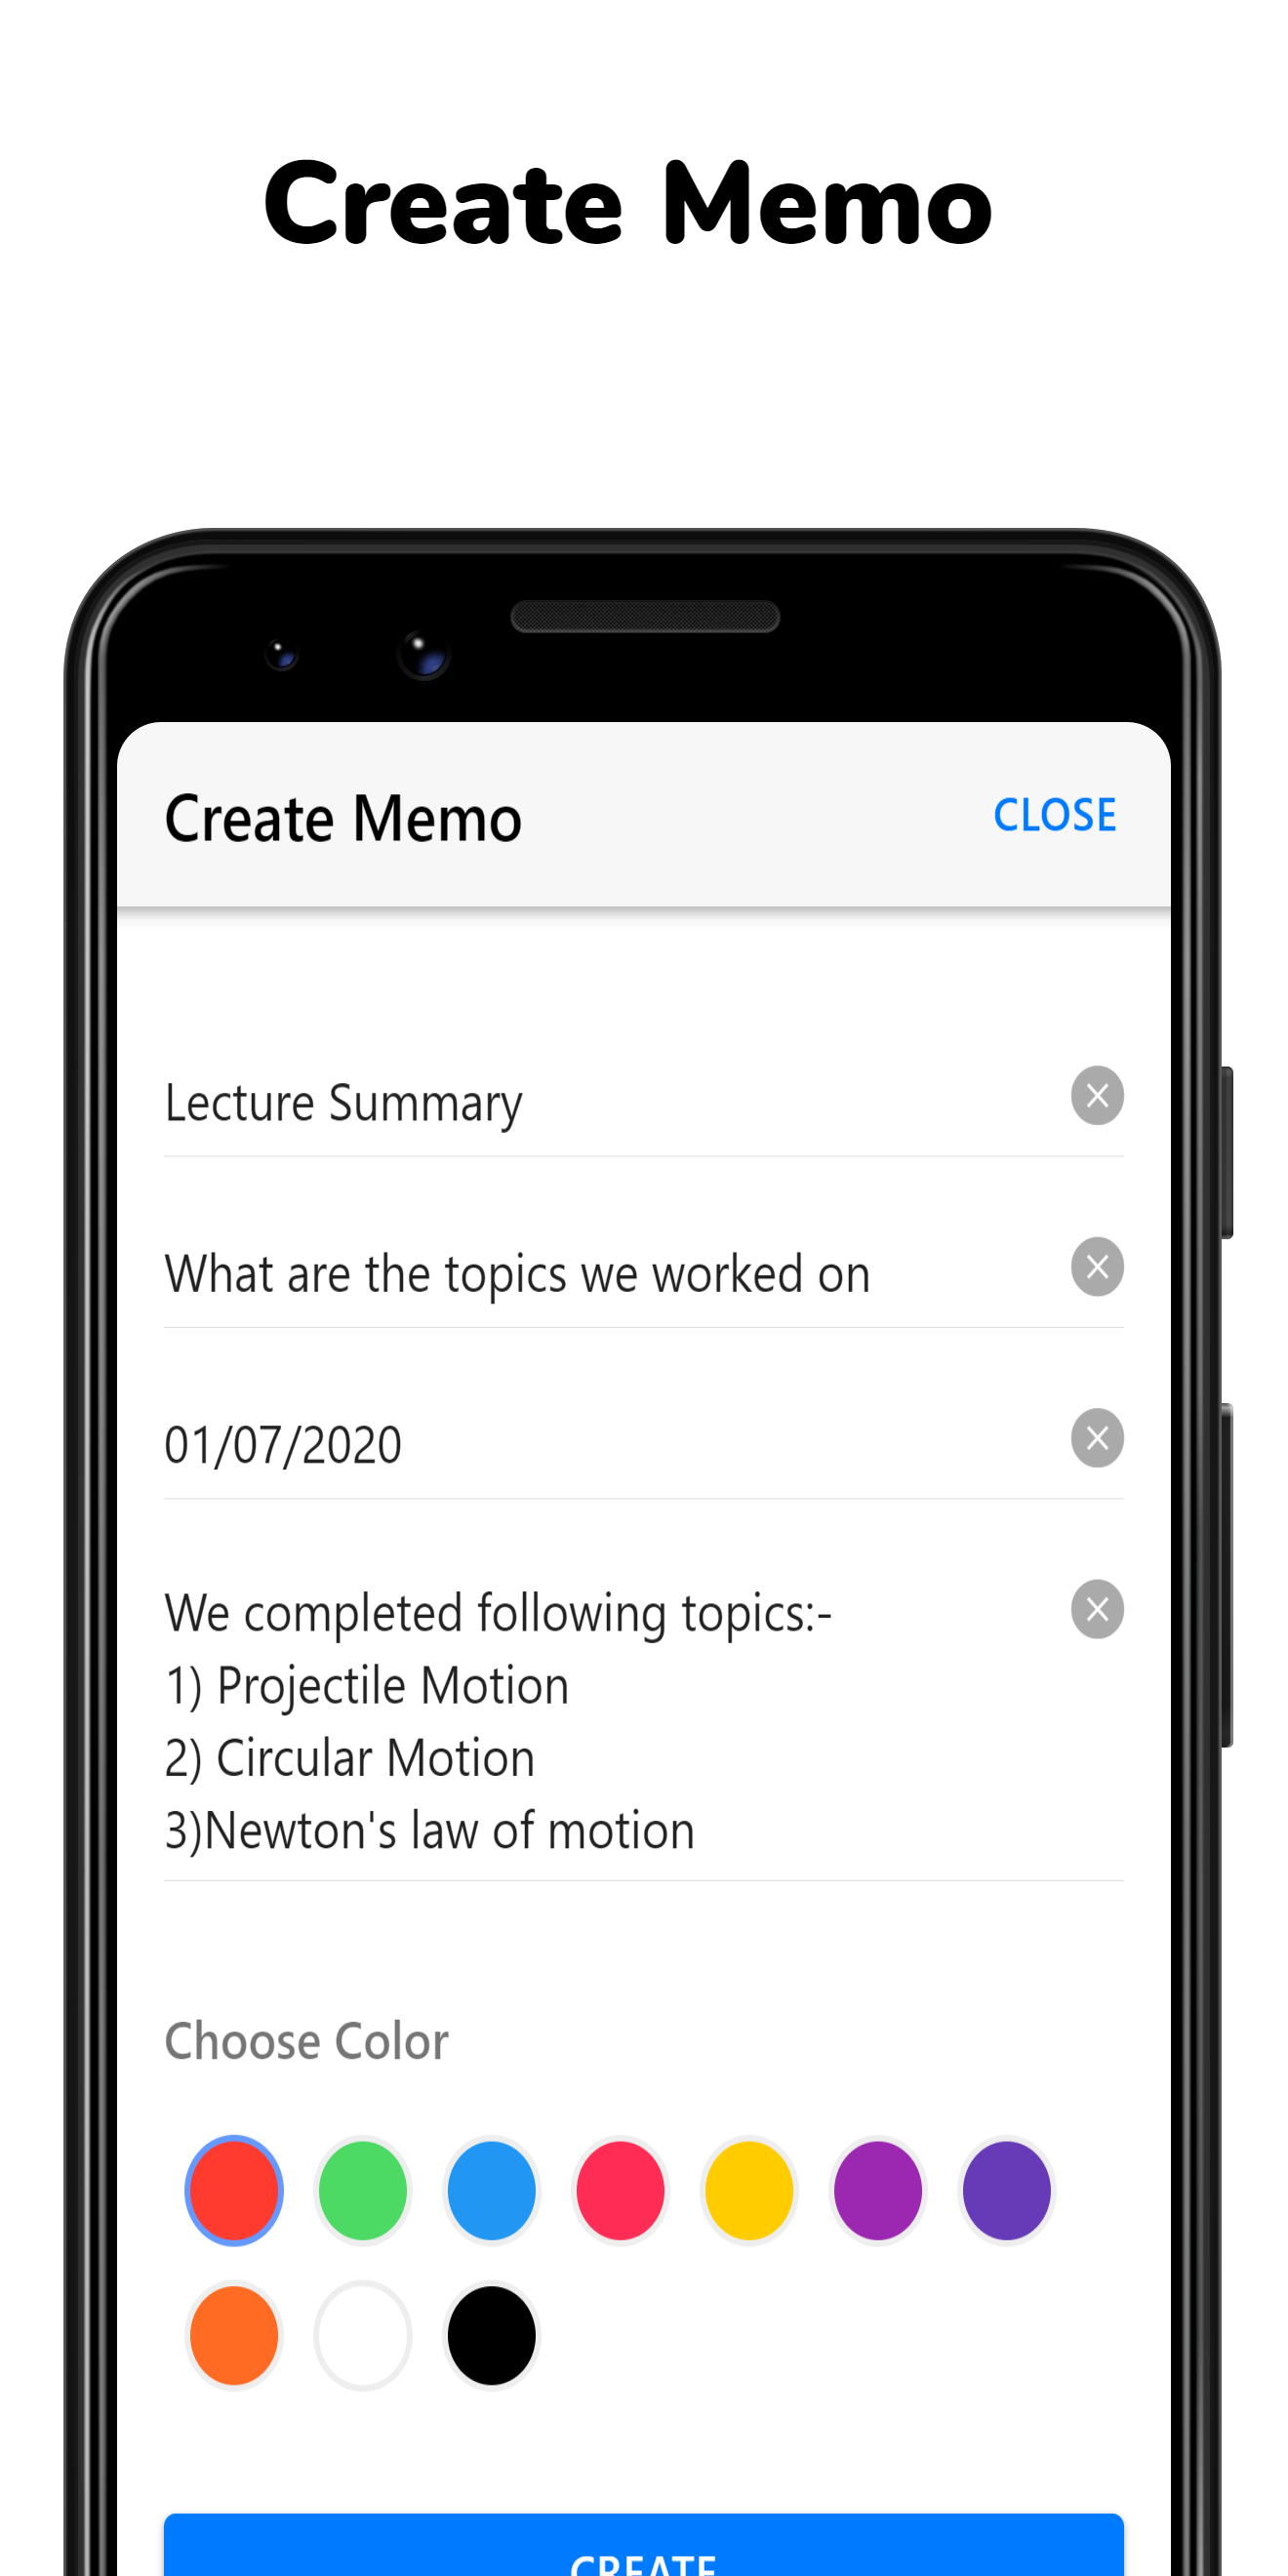 Create Memo
Create Memo
CLOSE
Lecture Summary
What are the topics we worked on
01/07/2020
We completed following topics:-
1) Projectile Motion
2) Circular Motion
3)Newton's law of motion
Choose Color
CREATE